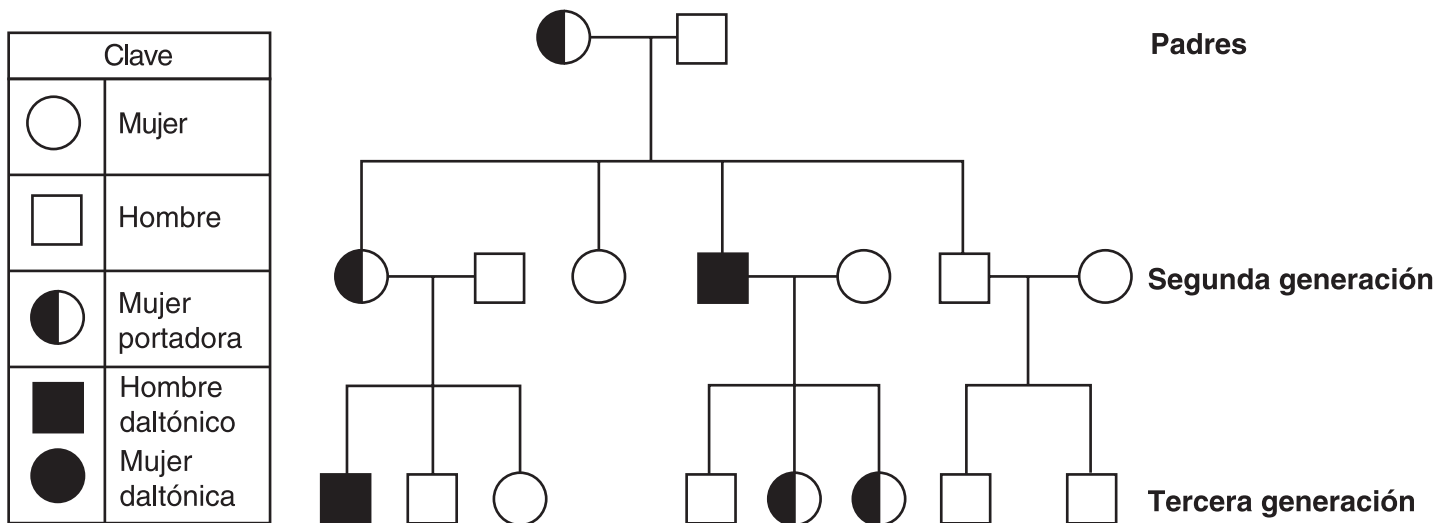 Clave
Mujer
Hombre
Mujer
portadora
Hombre
daltónico
Mujer
daltónica
Padres
Segunda generación
Tercera generación